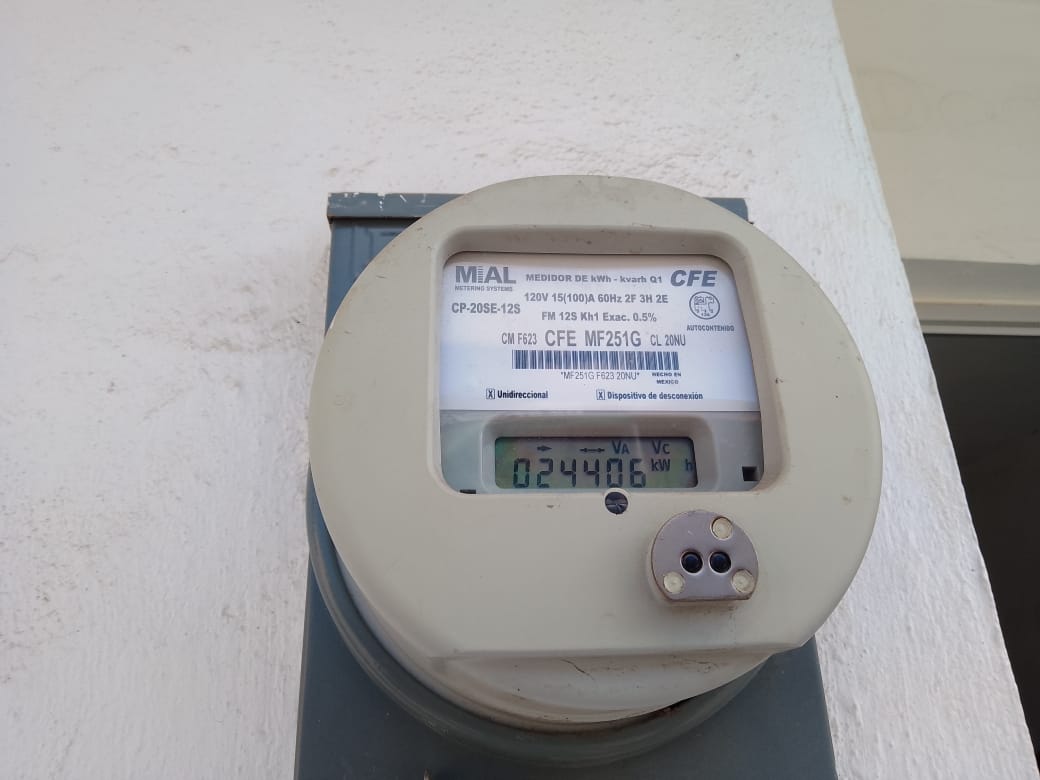 MIAL
METERING SYSTEMS
MEDIDOR DE kWh - kvarh Q1
CFE
CP-20SE-12S
120V 15(100)A 60Hz 2F 3H 2E
FM 12S Kh1 Exac. 0.5%
AUTOCONTENIDO
CM F623 CFE MF251G CL 20NU
"MF251G F623 20NU"
HECHO EN
MEXICO
X Unidireccional
X Dispositivo de desconexión
VA VC
024406 kW h